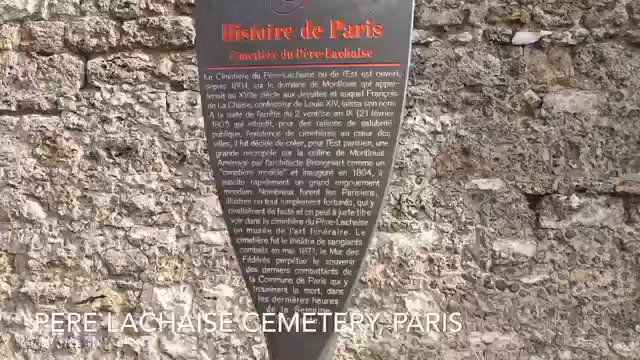 Histoire de Paris
Cimetière du Père-Lachaise
Le Cimetière du Père-Lachaise ou de l'Est est ouvert,
depuis 1804, sur le domaine de Montlouis qui appar-
tenait au XVIIe siècle aux Jésuites et auquel François
de La Chaise, confesseur de Louis XIV, laissa son nom.
A la suite de l'arrêté du 2 ventôse an IX (21 février
1801) qui interdit, pour des raisons de salubrité
publique, l'existence de cimetières au cœur des
villes, il fut décidé de créer, pour l'Est parisien, une
grande nécropole sur la colline de Montlouis
Aménagé par l'architecte Brongniart comme un
"cimetière modèle" et inauguré en 1804, il
suscite rapidement un grand engouement
mondain. Nombreux furent les Parisiens,
illustres ou tout simplement fortunés, qui y
rivalisèrent de faste et on peut à juste titre
voir dans le cimetière du Père-Lachaise
un musée de l'art funéraire. Le
cimetière fut le théâtre de sanglants
combats en mai 1871; le Mur des
Fédérés perpétue le souvenir
des derniers combattants de
la Commune de Paris qui y
trouvèrent la mort, dans
les dernières heures
de la Semaine
PERE LACHAISE CEMETERY, PARIS